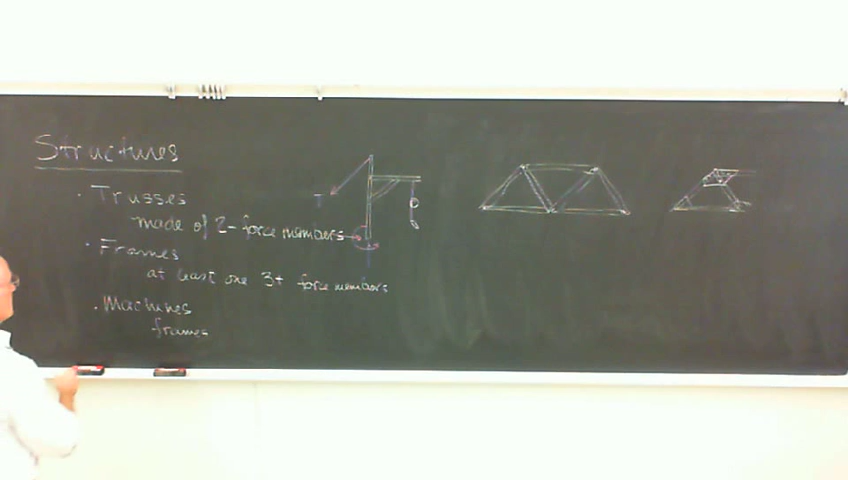 Structures
· Trusses
made of 2-force members
· Frames
at least one 3+ force members
· Machines
frames
T